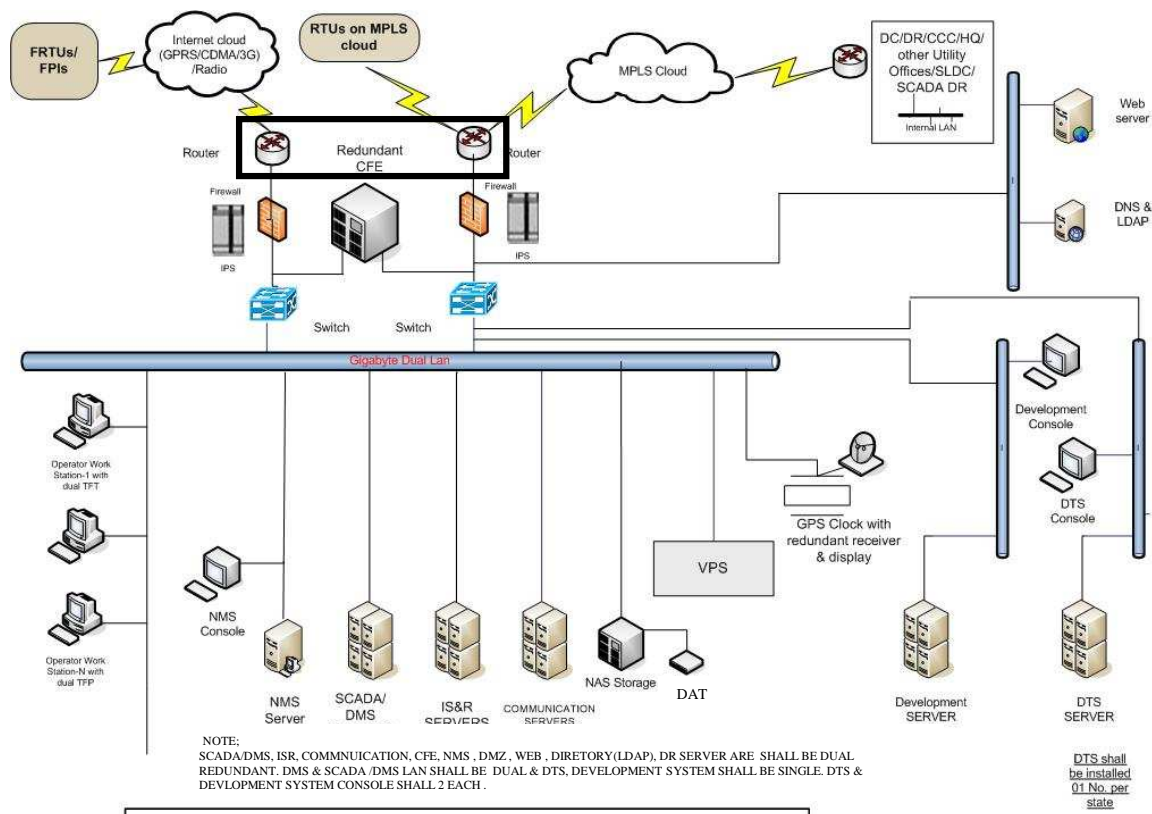 FRTUs/
FPIs
Internet cloud
(GPRS/CDMA/3G)
/Radio
RTUs on MPLS
cloud
MPLS Cloud
DC/DR/CCC/HQ/
other Utility
Offices/SLDC/
SCADA DR
Internal LAN
Web
server
Router
Redundant
CFE
Router
Firewall
Firewall
IPS
IPS
DNS &
LDAP
Switch
Switch
Gigabyte Dual Lan
Development
Console
Operator Work
Station-1 with
dual TFT
DTS
Console
GPS Clock with
redundant receiver
& display
VPS
NMS
Console
Operator Work
Station-N with
dual TFP
NMS
Server
SCADA/
DMS
IS&R
SERVERS
COMMUNICATION
SERVERS
NAS Storage
DAT
Development
SERVER
DTS
SERVER
NOTE;
SCADA/DMS, ISR, COMMNUICATION, CFE, NMS , DMZ , WEB , DIRETORY(LDAP), DR SERVER ARE SHALL BE DUAL
REDUNDANT. DMS & SCADA /DMS LAN SHALL BE DUAL & DTS, DEVELOPMENT SYSTEM SHALL BE SINGLE. DTS &
DEVLOPMENT SYSTEM CONSOLE SHALL 2 EACH .
DTS shall
be installed
01 No. per
state